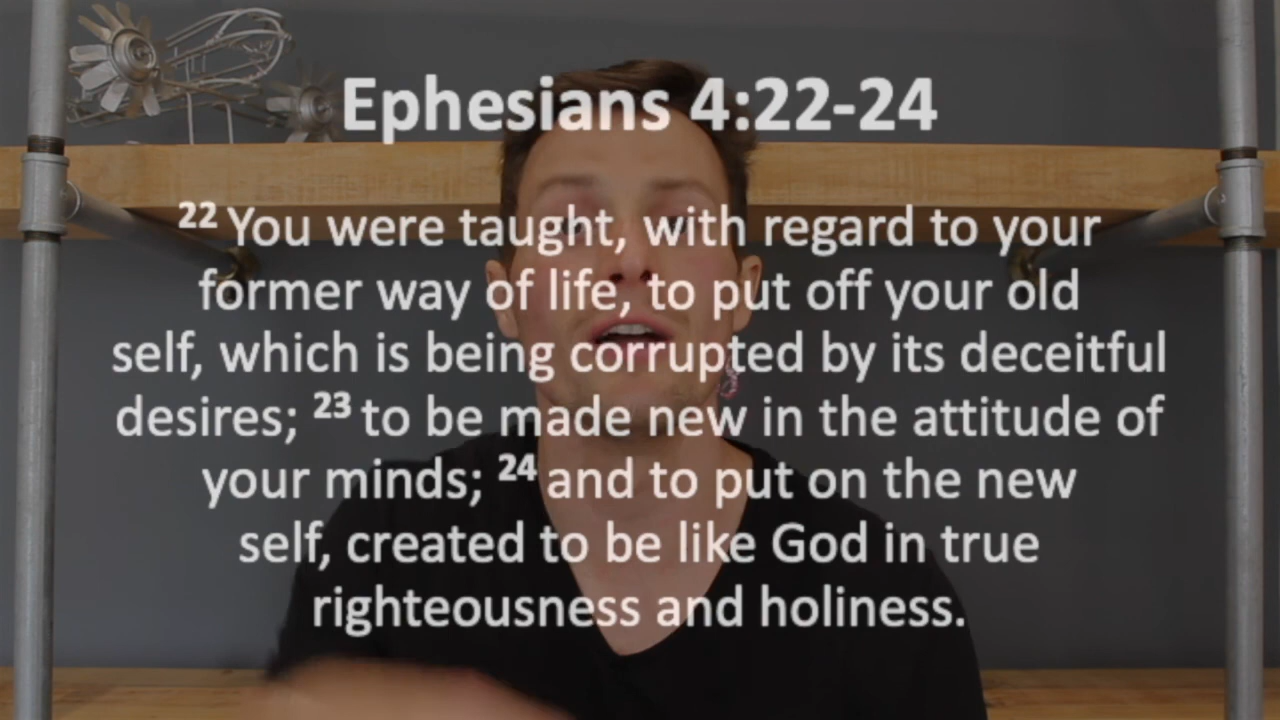 Ephesians 4:22-24
22 You were taught, with regard to your
former way of life, to put off your old
self, which is being corrupted by its deceitful
desires; 23 to be made new in the attitude of
your minds; 24 and to put on the new
self, created to be like God in true
righteousness and holiness.